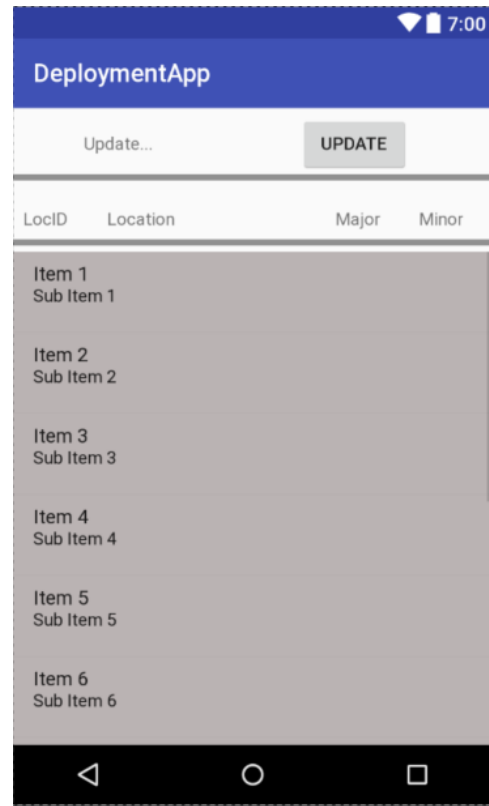 7:00
DeploymentApp
Update... UPDATE
LocID Location Major Minor
Item 1
Sub Item 1
Item 2
Sub Item 2
Item 3
Sub Item 3
Item 4
Sub Item 4
Item 5
Sub Item 5
Item 6
Sub Item 6